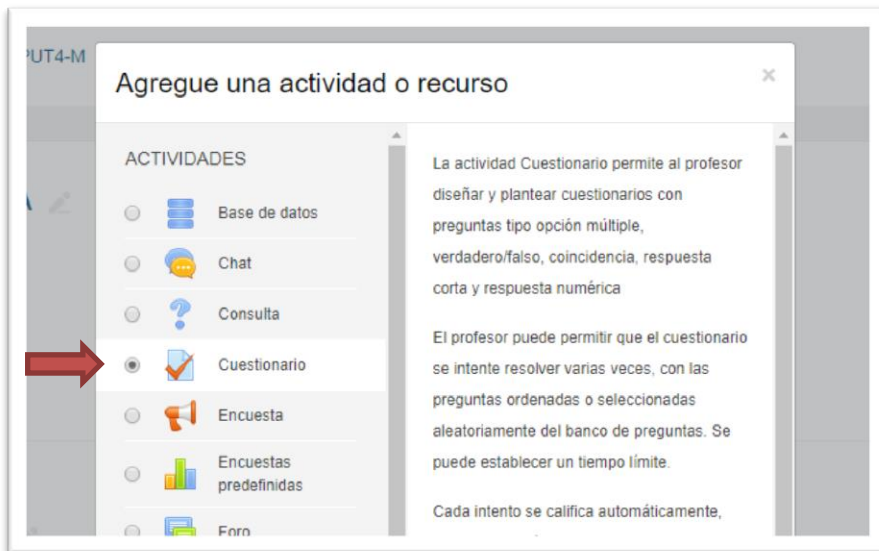 PUT4-M
Agregue una actividad o recurso
×
ACTIVIDADES
Base de datos
Chat
Consulta
Cuestionario
Encuesta
Encuestas
predefinidas
Foro
La actividad Cuestionario permite al profesor
diseñar y plantear cuestionarios con
preguntas tipo opción múltiple,
verdadero/falso, coincidencia, respuesta
corta y respuesta numérica
El profesor puede permitir que el cuestionario
se intente resolver varias veces, con las
preguntas ordenadas o seleccionadas
aleatoriamente del banco de preguntas. Se
puede establecer un tiempo límite.
Cada intento se califica automáticamente,